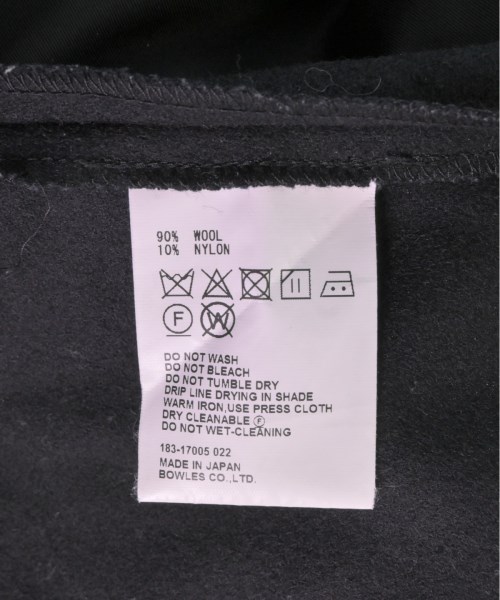 90% WOOL
10% NYLON
F W
DO NOT WASH
DO NOT BLEACH
DO NOT TUMBLE DRY
DRIP LINE DRYING IN SHADE
WARM IRON,USE PRESS CLOTH
DRY CLEANABLE Ⓕ
DO NOT WET-CLEANING
183-17005 022
MADE IN JAPAN
BOWLES CO.,LTD.